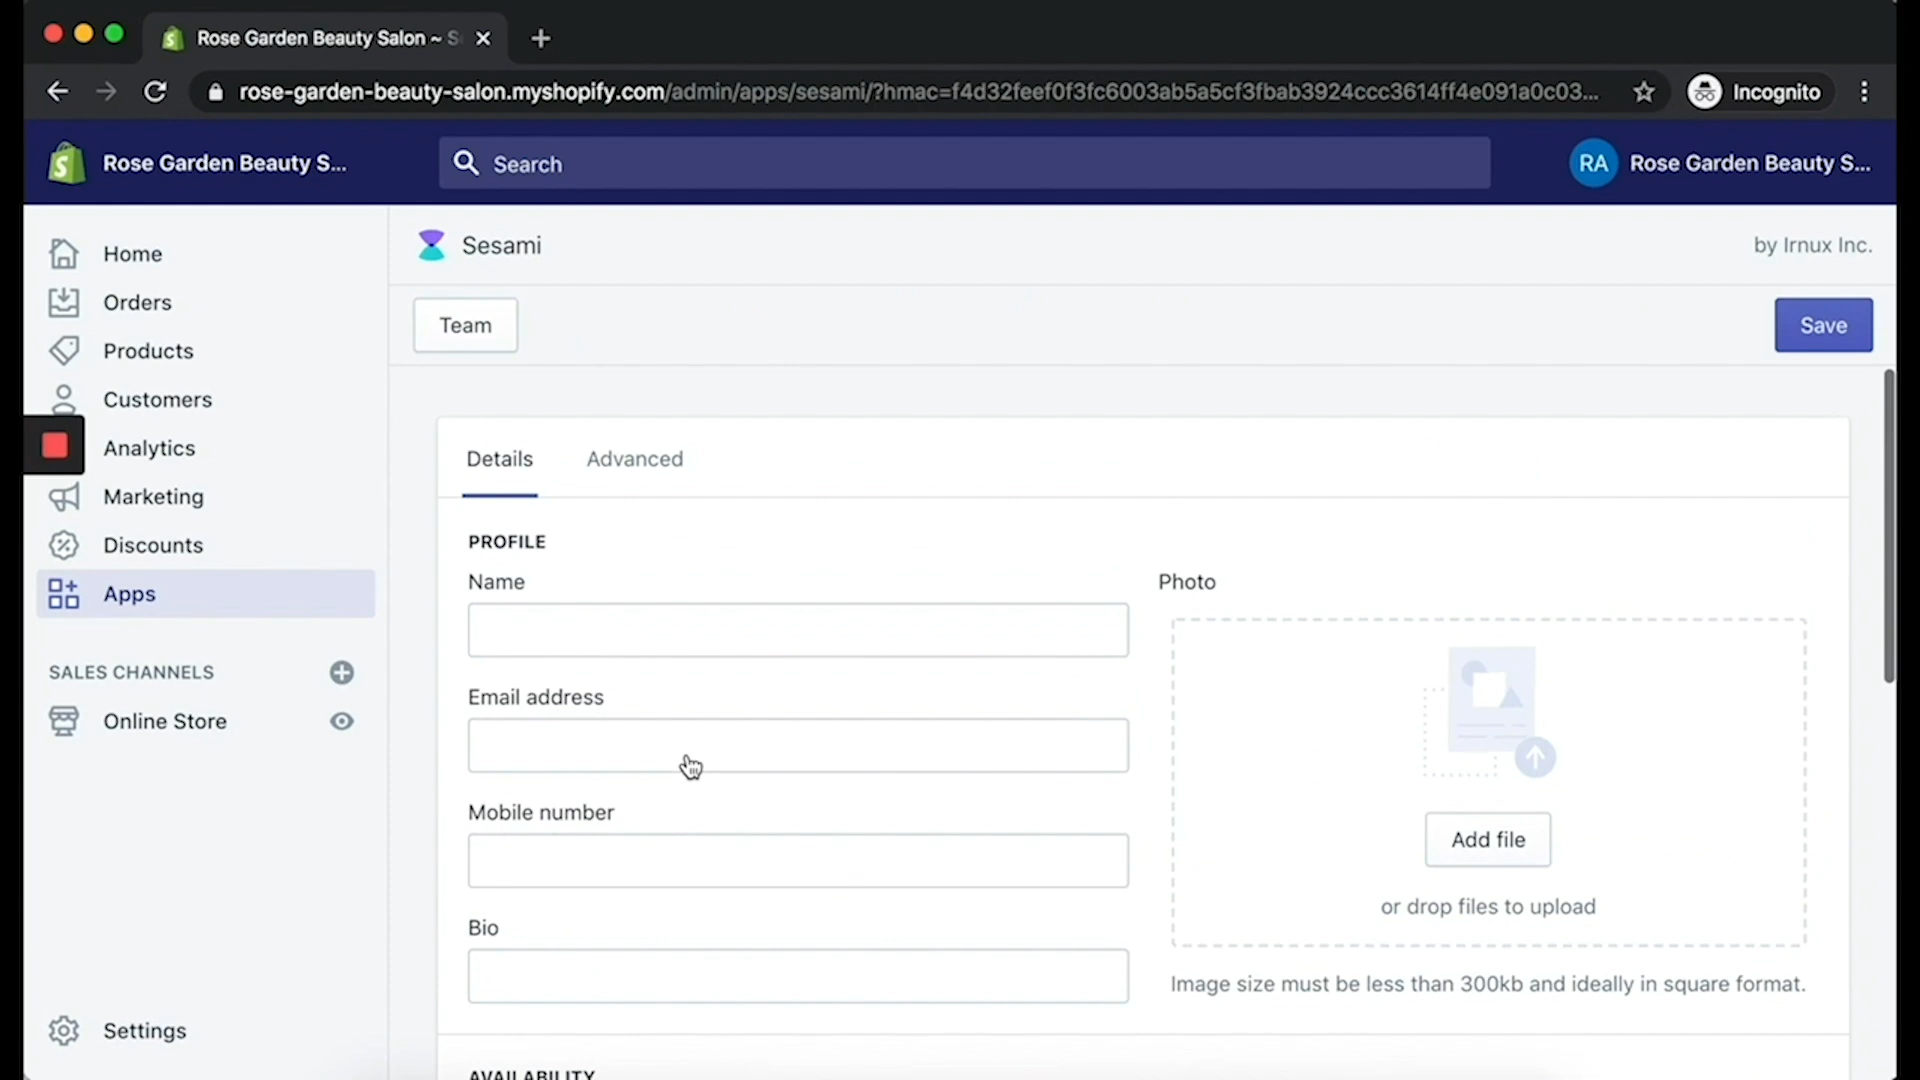 Rose Garden Beauty Salon ~ S
rose-garden-beauty-salon.myshopify.com/admin/apps/sesami/?hmac=f4d32feef0f3fc6003ab5a5cf3fbab3924ccc3614ff4e091a0c03...
Incognito
Rose Garden Beauty S...
Search
RA
Rose Garden Beauty S...
Home
Orders
Products
Customers
Analytics
Marketing
Discounts
Apps
SALES CHANNELS
Online Store
Settings
Sesami
by Irnux Inc.
Team
Save
Details
Advanced
PROFILE
Name
Email address
Mobile number
Bio
Photo
Add file
or drop files to upload
Image size must be less than 300kb and ideally in square format.
AVAILABILITY